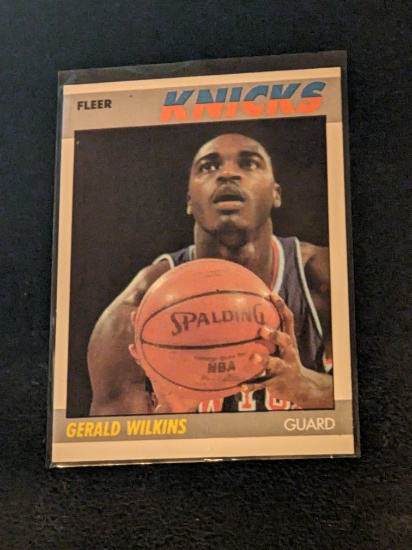 FLEER
KNICKS
SPALDING
NBA
GERALD WILKINS
GUARD